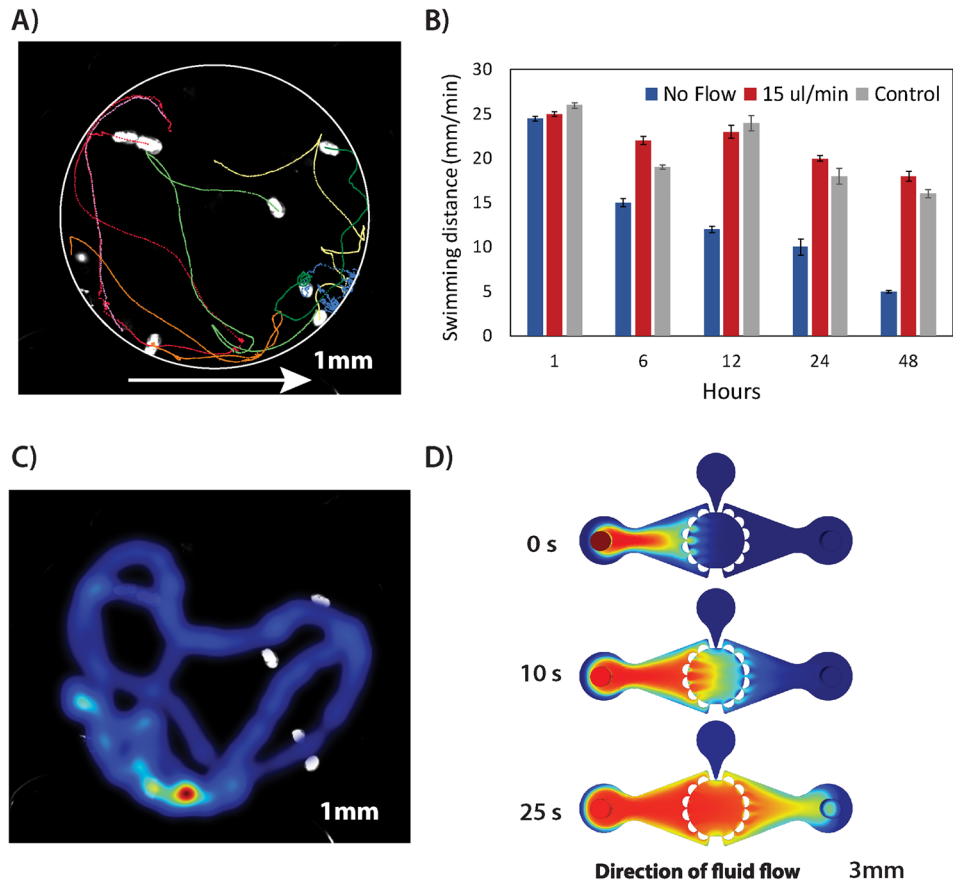 A)
1mm
B)
Swimming distance (mm/min)
30
25
20
15
10
5
0
No Flow 15 ul/min Control
1 6 12 24 48
Hours
C)
1mm
D)
0 s
10 s
25 s
Direction of fluid flow 3mm